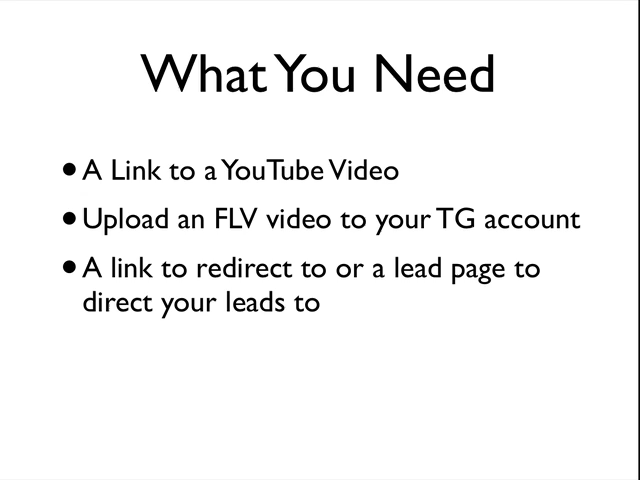 What You Need
• A Link to a YouTube Video
• Upload an FLV video to your TG account
• A link to redirect to or a lead page to
direct your leads to